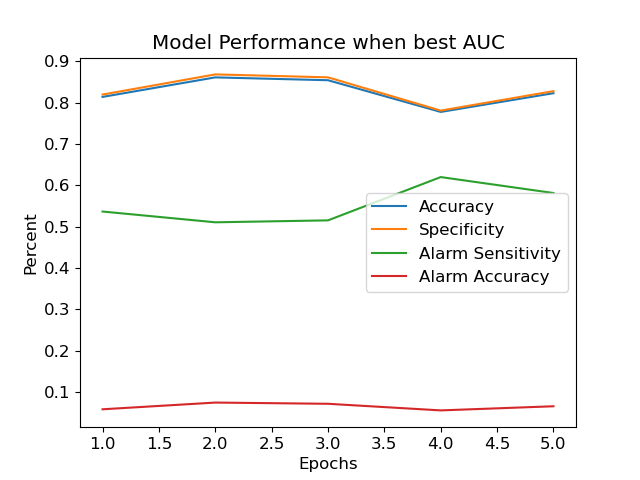 Model Performance when best AUC
0.9
0.8
0.7
0.6
0.5
0.4
0.3
0.2
0.1
Percent
Accuracy
Specificity
Alarm Sensitivity
Alarm Accuracy
1.0 1.5 2.0 2.5 3.0 3.5 4.0 4.5 5.0
Epochs